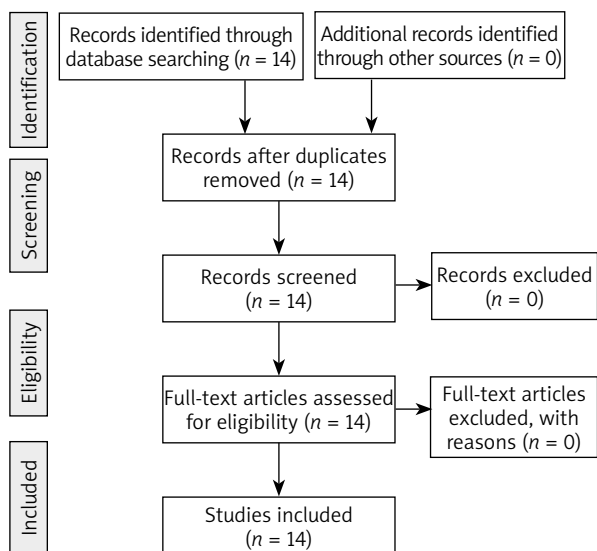 Identification
Records identified through
database searching (n = 14)
Additional records identified
through other sources (n = 0)
Records after duplicates
removed (n = 14)
Screening
Records screened
(n = 14)
Records excluded
(n = 0)
Eligibility
Full-text articles assessed
for eligibility (n = 14)
Full-text articles
excluded, with
reasons (n = 0)
Included
Studies included
(n = 14)